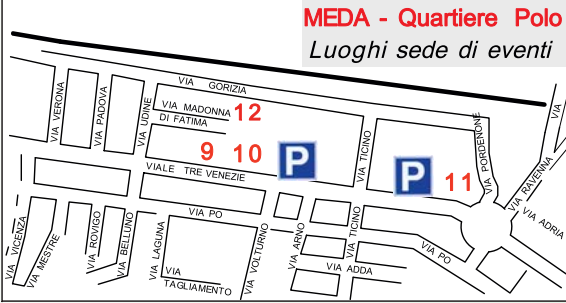 MEDA - Quartiere Polo
Luoghi sede di eventi
VIA GORIZIA
VIA MADONNA
DI FATIMA
12
VIA VERONA
VIA PADOVA
VIA UDINE
9 10
P
VIA TICINO
P
11
VIA PORDENONE
VIA
VIA RAVENNA
VIA ADRIA
VIALE TRE VENEZIE
VIA PO
VIA VICENZA
VIA MESTRE
VIA ROVIGO
VIA BELLUNO
VIA LAGUNA
VIA
TAGLIAMENTO
VIA VOLTURNO
VIA ARNO
VIA TICINO
VIA ADDA
VIA PO